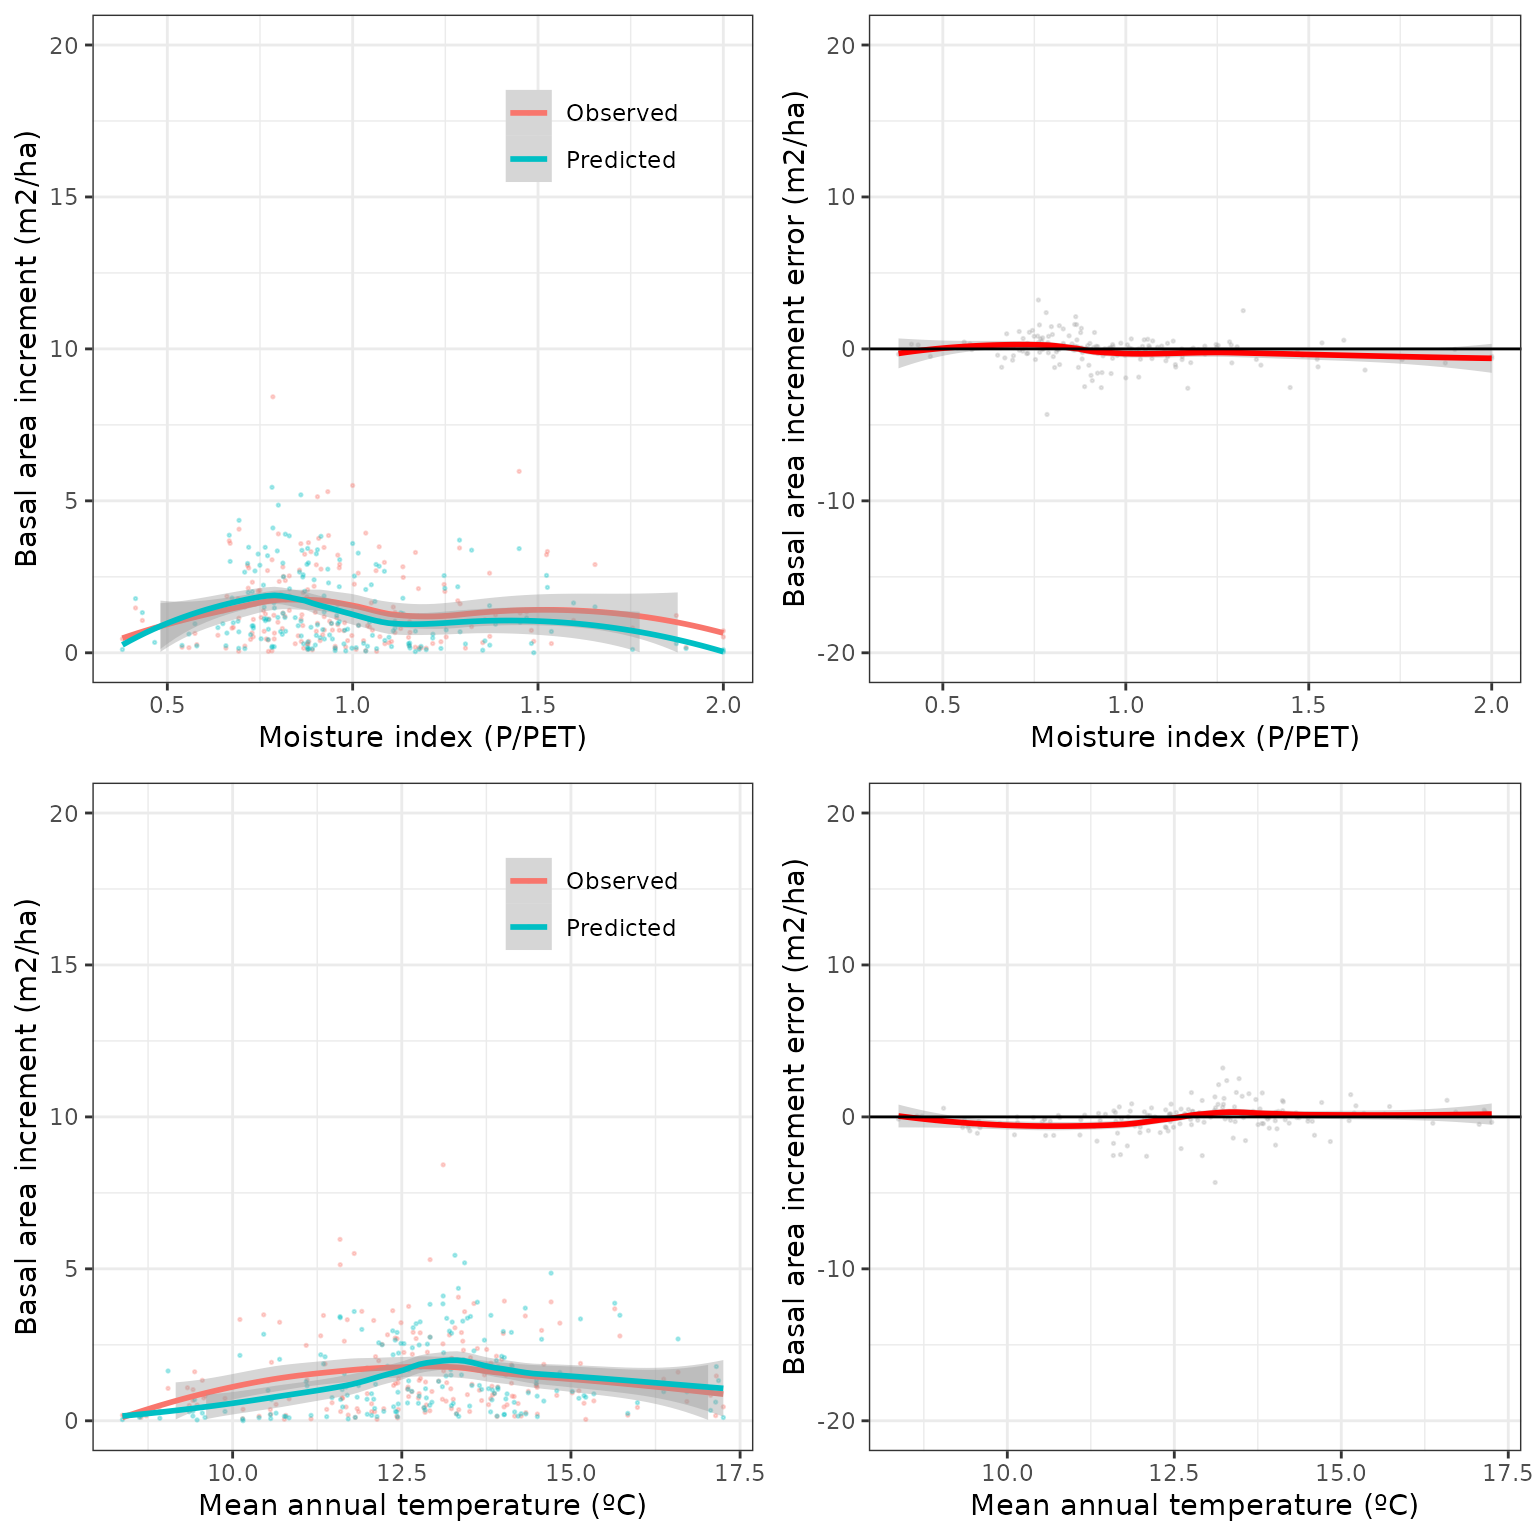 Basal area increment (m2/ha)
20
15
10
5
0
Observed
Predicted
0.5 1.0 1.5 2.0
Moisture index (P/PET)
Basal area increment error (m2/ha)
20
10
0
-10
-20
0.5 1.0 1.5 2.0
Moisture index (P/PET)
Basal area increment (m2/ha)
20
15
10
5
0
Observed
Predicted
10.0 12.5 15.0 17.5
Mean annual temperature (ºC)
Basal area increment error (m2/ha)
20
10
0
-10
-20
10.0 12.5 15.0 17.5
Mean annual temperature (ºC)